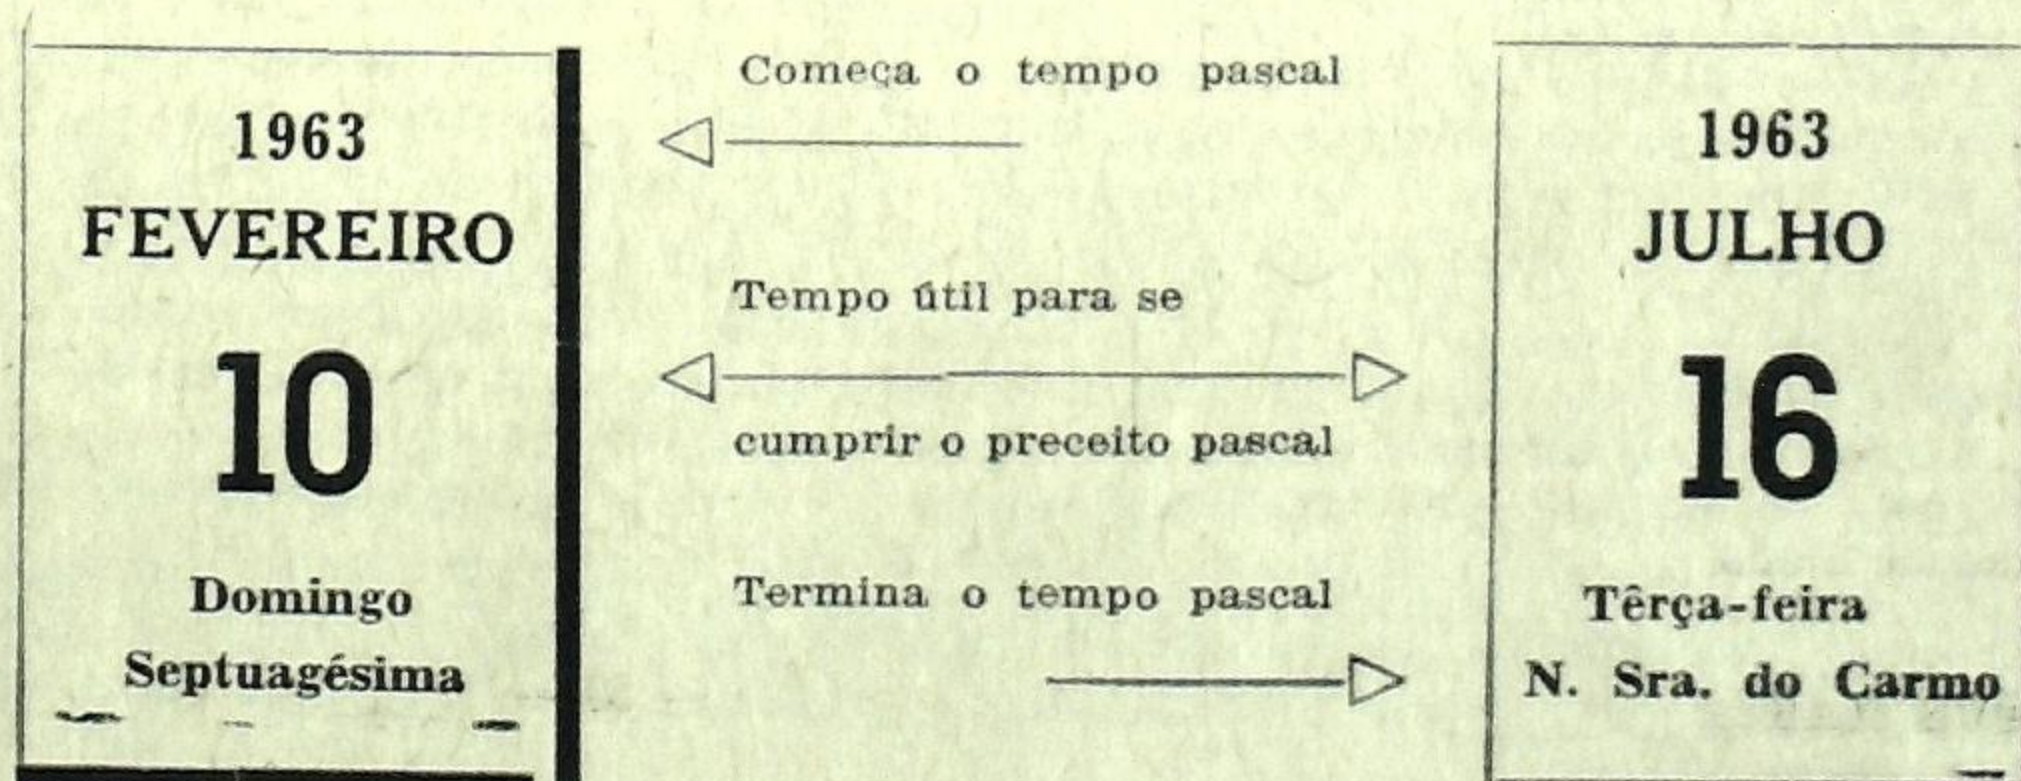 1963
FEVEREIRO
10
Domingo
Septuagésima
Começa o tempo pascal
Tempo útil para se
cumprir o preceito pascal
Termina o tempo pascal
1963
JULHO
16
Têrça-feira
N. Sra. do Carmo